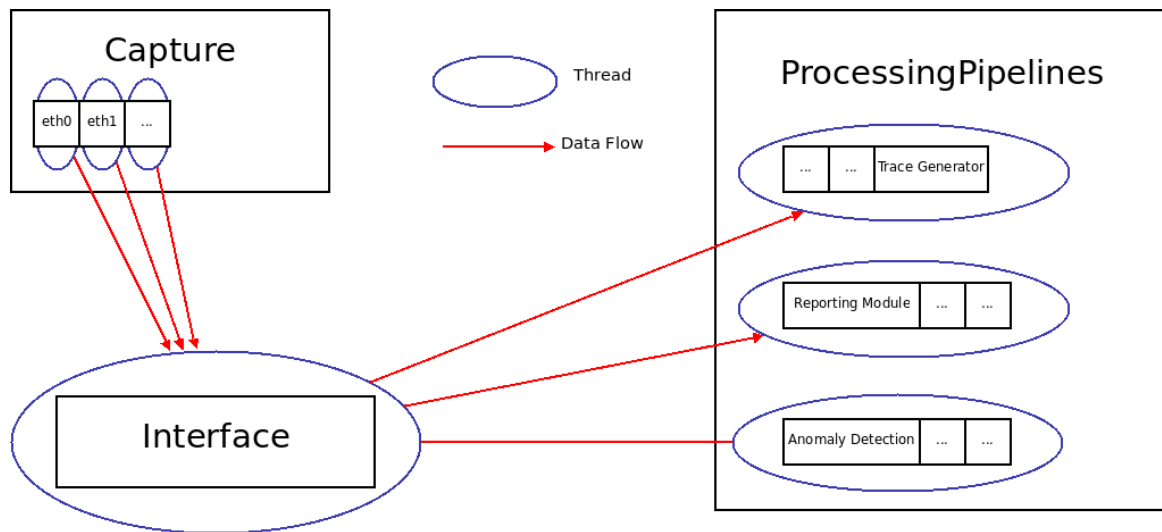 Capture
eth0 eth1 ...
Thread
Data Flow
ProcessingPipelines
... ... Trace Generator
Reporting Module ... ...
Anomaly Detection ... ...
Interface